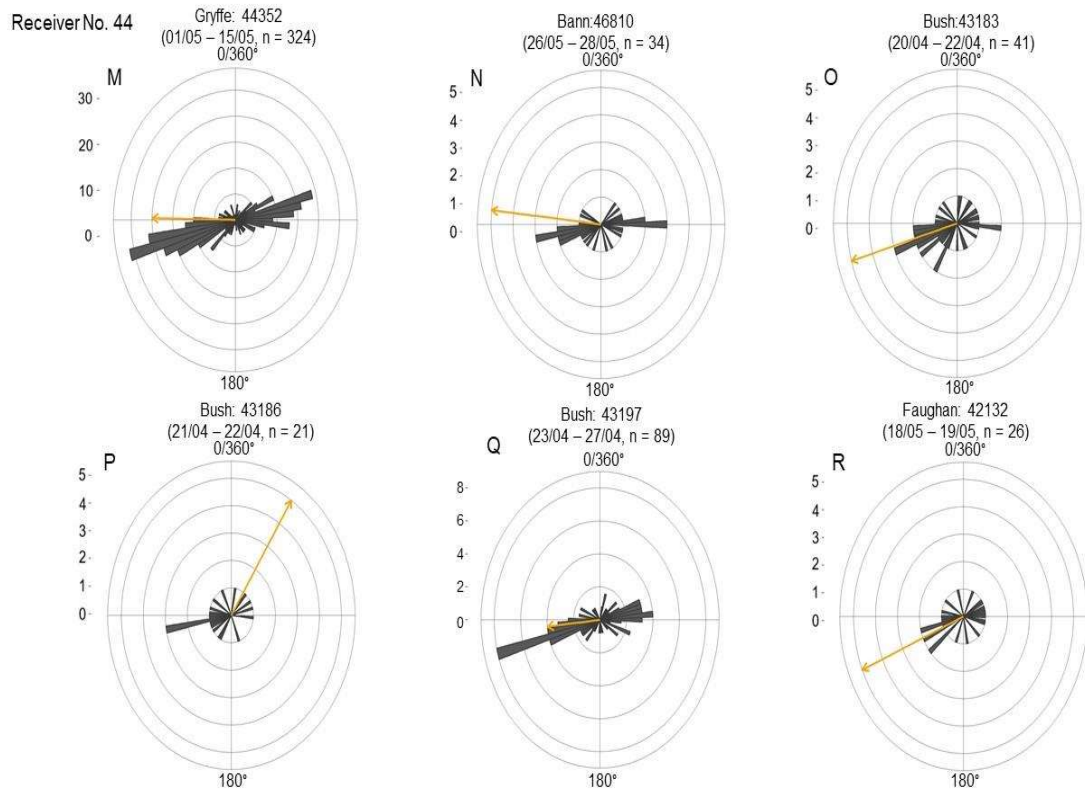 Receiver No. 44
Gryffe: 44352
(01/05 – 15/05, n = 324)
0/360°
M
30
20
10
0
Bann:46810
(26/05 – 28/05, n = 34)
0/360°
N
5
4
3
2
1
0
180°
Bush:43183
(20/04 – 22/04, n = 41)
0/360°
O
5
4
3
2
1
0
180°
180°
Bush: 43186
(21/04 – 22/04, n = 21)
0/360°
P
5
4
3
2
1
0
180°
Bush: 43197
(23/04 – 27/04, n = 89)
0/360°
Q
8
6
4
2
0
180°
Faughan: 42132
(18/05 – 19/05, n = 26)
0/360°
R
5
4
3
2
1
0
180°